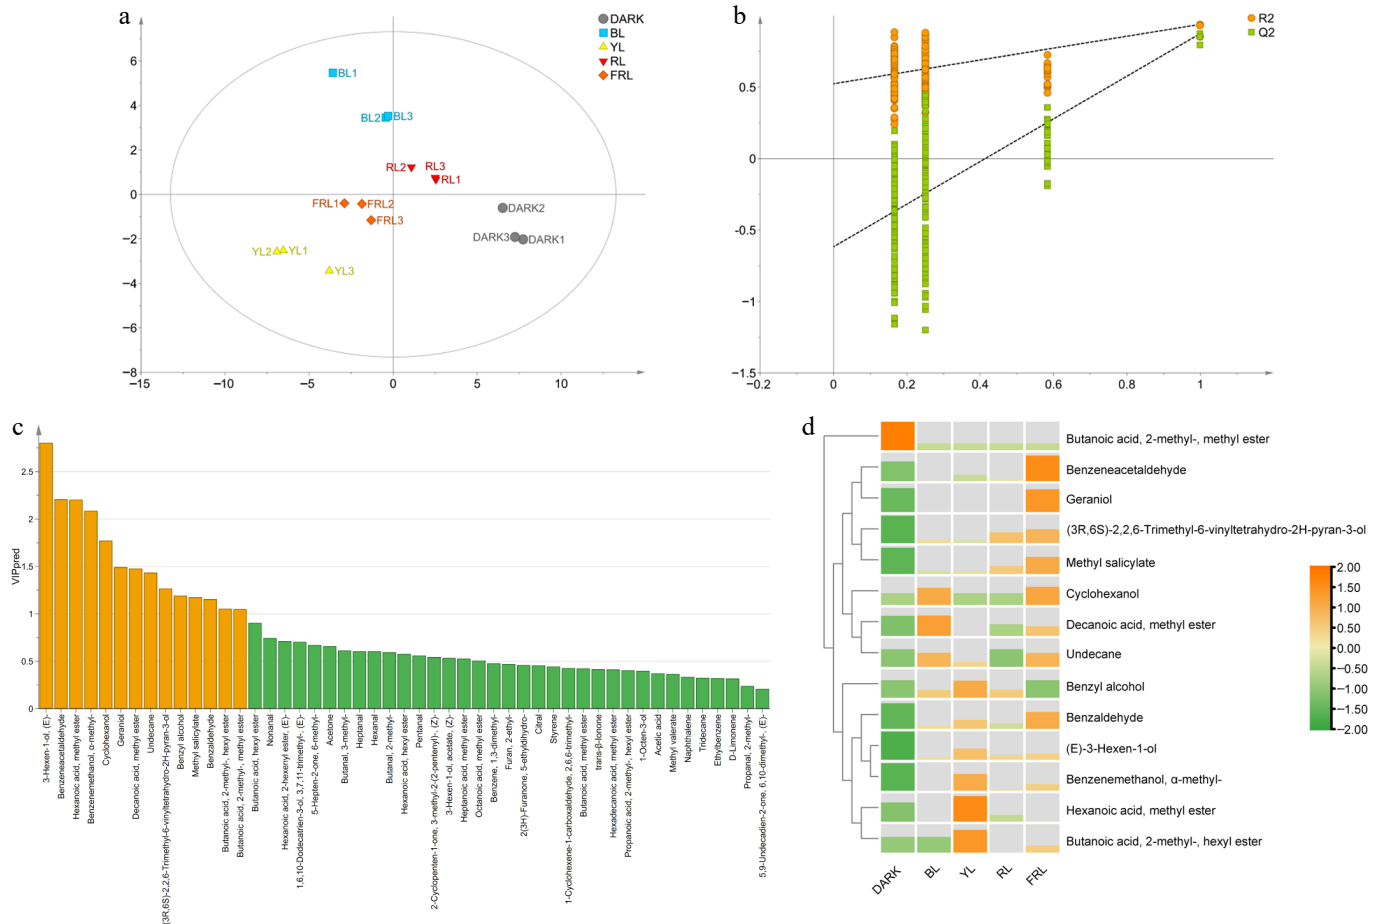 a
DARK
BL
YL
RL
FRL
8
6
4
2
0
−2
−4
−6
−8
−15
−10
−5
0
5
10
BL1
BL2
BL3
RL2
RL3
RL1
FRL1
FRL2
FRL3
YL2
YL1
YL3
DARK2
DARK3
DARK1
b
R2
Q2
0.5
0
−0.5
−1
−1.5
−0.2
0
0.2
0.4
0.6
0.8
1
c
VIPpred
2.5
2
1.5
1
0.5
0
3-Hexen-1-ol, (E)-
Benzeneacetaldehyde
Hexanoic acid, methyl ester
Benzenemethanol, α-methyl-
Cyclohexanol
Geraniol
Decanoic acid, methyl ester
Undecane
(3R,6S)-2,2,6-Trimethyl-6-vinyltetrahydro-2H-pyran-3-ol
Benzyl alcohol
Methyl salicylate
Benzaldehyde
Butanoic acid, 2-methyl-, hexyl ester
Butanoic acid, 2-methyl-, methyl ester
Butanoic acid, hexyl ester
Nonanal
Hexanoic acid, 2-hexenyl ester, (E)-
1,6,10-Dodecatrien-3-ol, 3,7,11-trimethyl-, (E)-
5-Hepten-2-one, 6-methyl-
Acetone
Butanal, 3-methyl-
Heptanal
Hexanal
Butanal, 2-methyl-
Hexanoic acid, hexyl ester
Pentanal
2-Cyclopenten-1-one, 3-methyl-2-(2-pentenyl)-, (Z)-
3-Hexen-1-ol, acetate, (Z)-
Heptanoic acid, methyl ester
Octanoic acid, methyl ester
Benzene, 1,3-dimethyl-
Furan, 2-ethyl-
2(3H)-Furanone, 5-ethyldihydro-
Citral
Styrene
1-Cyclohexene-1-carboxaldehyde, 2,6,6-trimethyl-
Butanoic acid, methyl ester
trans-β-Ionone
Hexadecanoic acid, methyl ester
Propanoic acid, 2-methyl-, hexyl ester
1-Octen-3-ol
Acetic acid
Methyl valerate
Naphthalene
Tridecane
Ethylbenzene
D-Limonene
Propanal, 2-methyl-
5,9-Undecadien-2-one, 6,10-dimethyl-, (E)-
d
Butanoic acid, 2-methyl-, methyl ester
Benzeneacetaldehyde
Geraniol
(3R,6S)-2,2,6-Trimethyl-6-vinyltetrahydro-2H-pyran-3-ol
Methyl salicylate
Cyclohexanol
Decanoic acid, methyl ester
Undecane
Benzyl alcohol
Benzaldehyde
(E)-3-Hexen-1-ol
Benzenemethanol, α-methyl-
Hexanoic acid, methyl ester
Butanoic acid, 2-methyl-, hexyl ester
DARK
BL
YL
RL
FRL
2.00
1.50
1.00
0.50
0.00
−0.50
−1.00
−1.50
−2.00